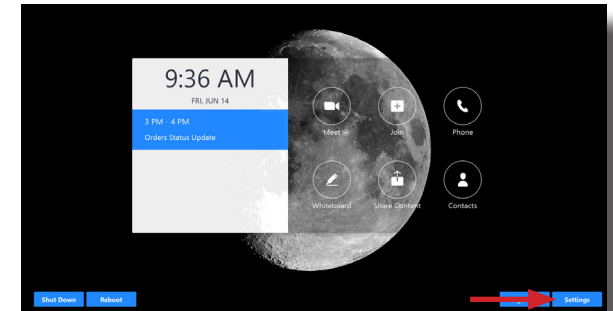 9:36 AM
FRI, JUN 14
3 PM - 4 PM
Orders Status Update
Meet
Join
Phone
Whiteboard
Share Content
Contacts
Shut Down
Reboot
Settings